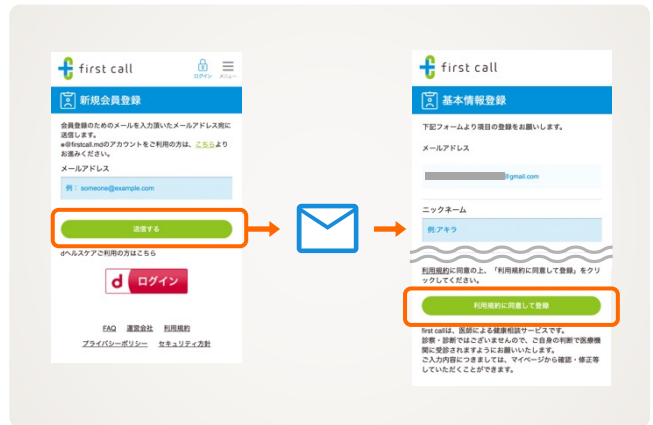 first call
ログイン
メニュー
新規会員登録
会員登録のためのメールを入力頂いたメールアドレス宛に
送信します。
※@firstcall.mdのアカウントをご利用の方は、こちらより
お進みください。
メールアドレス
例： someone@example.com
送信する
dヘルスケアご利用の方はこちら
d ログイン
FAQ 運営会社 利用規約
プライバシーポリシー セキュリティ方針
first call
基本情報登録
下記フォームより項目の登録をお願いします。
メールアドレス
@gmail.com
ニックネーム
例:アキラ
利用規約に同意の上、「利用規約に同意して登録」をクリ
ックしてください。
利用規約に同意して登録
first callは、医師による健康相談サービスです。
診察・診断ではございませんので、ご自身の判断で医療機
関に受診されますようにお願いいたします。
ご入力内容につきましては、マイページから確認・修正等
していただくことができます。